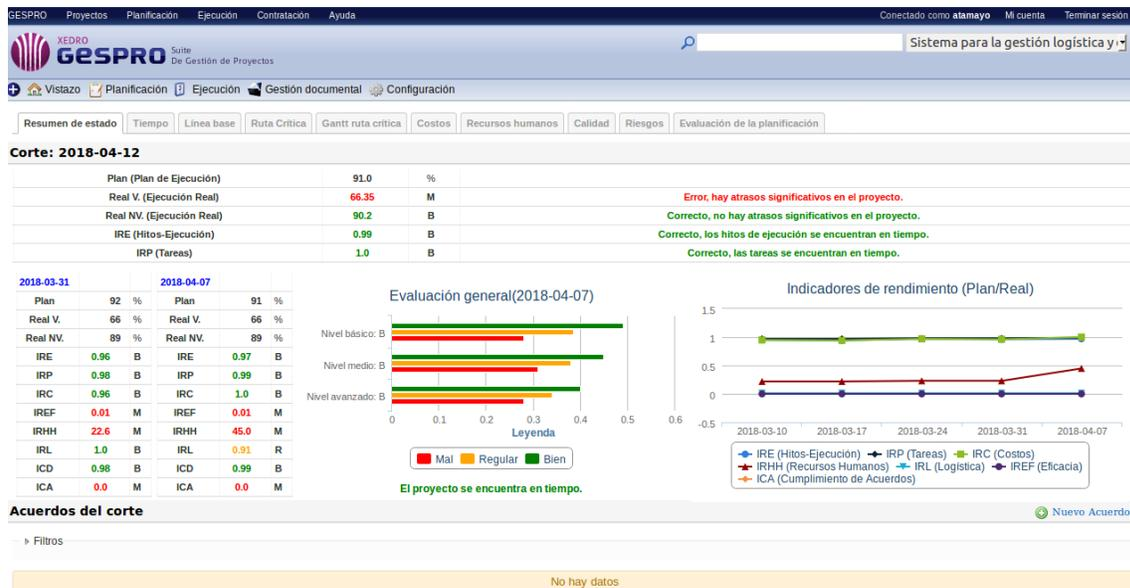 GESPRO Proyectos Planificación Ejecución Contratación Ayuda Conectado como atamayo Mi cuenta Terminar sesión
XEDRO
GESPRO Suite
De Gestión de Proyectos
Sistema para la gestión logística y
Vistazo Planificación Ejecución Gestión documental Configuración
Resumen de estado Tiempo Línea base Ruta Crítica Gantt ruta crítica Costos Recursos humanos Calidad Riesgos Evaluación de la planificación
Corte: 2018-04-12
Plan (Plan de Ejecución) 91.0 %
Real V. (Ejecución Real) 66.35 M Error, hay atrasos significativos en el proyecto.
Real NV. (Ejecución Real) 90.2 B Correcto, no hay atrasos significativos en el proyecto.
IRE (Hitos-Ejecución) 0.99 B Correcto, los hitos de ejecución se encuentran en tiempo.
IRP (Tareas) 1.0 B Correcto, las tareas se encuentran en tiempo.
2018-03-31
Plan 92 %
Real V. 66 %
Real NV. 89 %
IRE 0.96 B
IRP 0.98 B
IRC 0.96 B
IREF 0.01 M
IRHH 22.6 M
IRL 1.0 B
ICD 0.98 B
ICA 0.0 M
2018-04-07
Plan 91 %
Real V. 66 %
Real NV. 89 %
IRE 0.97 B
IRP 0.99 B
IRC 1.0 B
IREF 0.01 M
IRHH 45.0 M
IRL 0.91 R
ICD 0.99 B
ICA 0.0 M
Evaluación general(2018-04-07)
Nivel básico: B
Nivel medio: B
Nivel avanzado: B
0 0.1 0.2 0.3 0.4 0.5 0.6
Leyenda
Mal Regular Bien
El proyecto se encuentra en tiempo.
Indicadores de rendimiento (Plan/Real)
1.5
1
0.5
0
-0.5
2018-03-10 2018-03-17 2018-03-24 2018-03-31 2018-04-07
IRE (Hitos-Ejecución) IRP (Tareas) IRC (Costos)
IRHH (Recursos Humanos) IRL (Logística) IREF (Eficacia)
ICA (Cumplimiento de Acuerdos)
Acuerdos del corte Nuevo Acuerdo
Filtros
No hay datos